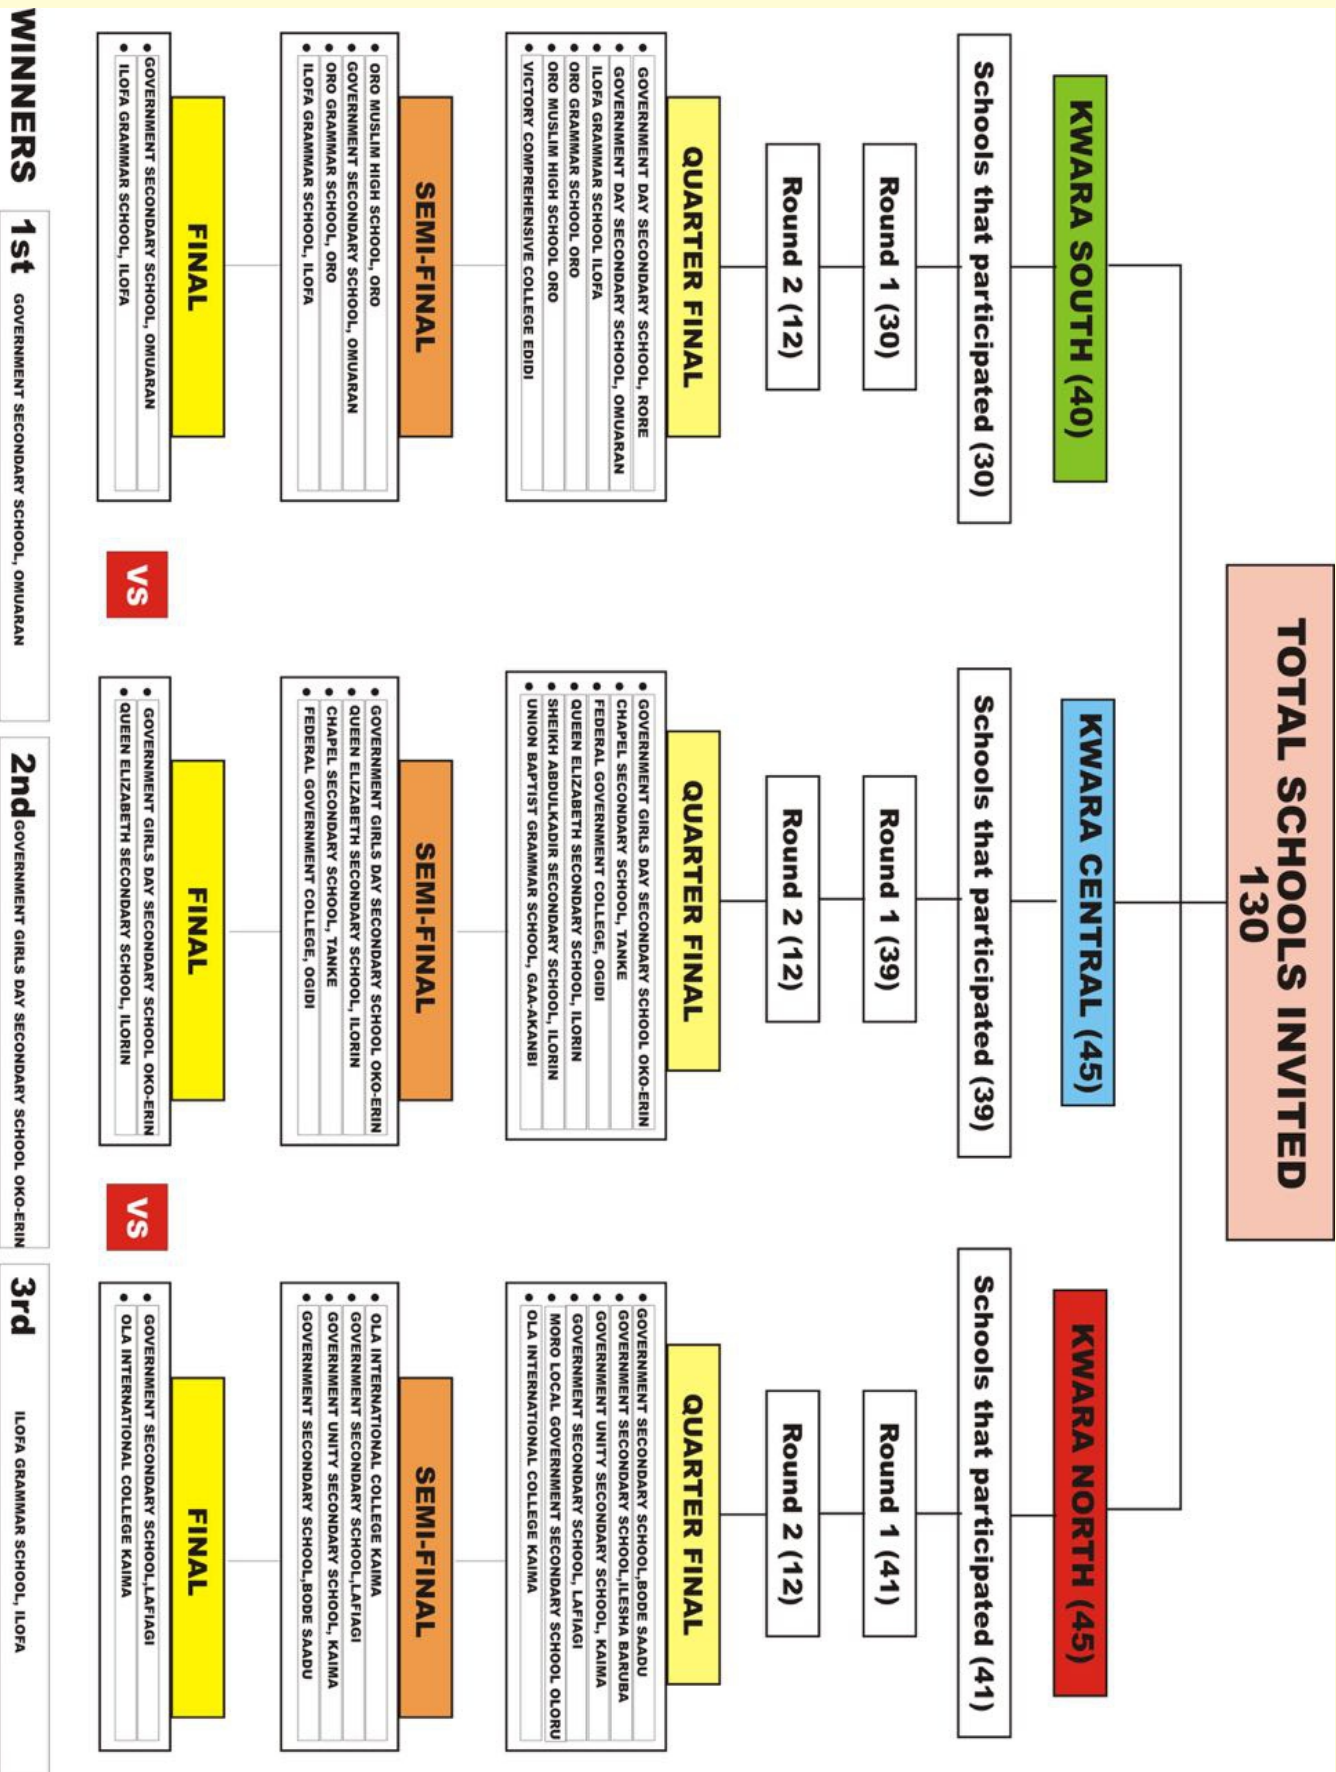 TOTAL SCHOOLS INVITED
130
KWARA SOUTH (40)
Schools that participated (30)
Round 1 (30)
Round 2 (12)
QUARTER FINAL
• GOVERNMENT DAY SECONDARY SCHOOL, RORE
• GOVERNMENT DAY SECONDARY SCHOOL, OMUARAN
• ILOFA GRAMMAR SCHOOL ILOFA
• ORO GRAMMAR SCHOOL ORO
• ORO MUSLIM HIGH SCHOOL ORO
• VICTORY COMPREHENSIVE COLLEGE EDIDI
SEMI-FINAL
• ORO MUSLIM HIGH SCHOOL, ORO
• GOVERNMENT SECONDARY SCHOOL, OMUARAN
• ORO GRAMMAR SCHOOL, ORO
• ILOFA GRAMMAR SCHOOL, ILOFA
FINAL
• GOVERNMENT SECONDARY SCHOOL, OMUARAN
• ILOFA GRAMMAR SCHOOL, ILOFA
VS
KWARA CENTRAL (45)
Schools that participated (39)
Round 1 (39)
Round 2 (12)
QUARTER FINAL
• GOVERNMENT GIRLS DAY SECONDARY SCHOOL OKO-ERIN
• CHAPEL SECONDARY SCHOOL, TANKE
• FEDERAL GOVERNMENT COLLEGE, OGIDI
• QUEEN ELIZABETH SECONDARY SCHOOL, ILORIN
• SHEIKH ABDULKADIR SECONDARY SCHOOL, ILORIN
• UNION BAPTIST GRAMMAR SCHOOL, GAA-AKANBI
SEMI-FINAL
• GOVERNMENT GIRLS DAY SECONDARY SCHOOL OKO-ERIN
• QUEEN ELIZABETH SECONDARY SCHOOL, ILORIN
• CHAPEL SECONDARY SCHOOL, TANKE
• FEDERAL GOVERNMENT COLLEGE, OGIDI
FINAL
• GOVERNMENT GIRLS DAY SECONDARY SCHOOL OKO-ERIN
• QUEEN ELIZABETH SECONDARY SCHOOL, ILORIN
VS
KWARA NORTH (45)
Schools that participated (41)
Round 1 (41)
Round 2 (12)
QUARTER FINAL
• GOVERNMENT SECONDARY SCHOOL,BODE SAADU
• GOVERNMENT SECONDARY SCHOOL,ILESHA BARUBA
• GOVERNMENT UNITY SECONDARY SCHOOL, KAIMA
• GOVERNMENT SECONDARY SCHOOL, LAFIAGI
• MORO LOCAL GOVERNMENT SECONDARY SCHOOL OLORU
• OLA INTERNATIONAL COLLEGE KAIMA
SEMI-FINAL
• OLA INTERNATIONAL COLLEGE KAIMA
• GOVERNMENT SECONDARY SCHOOL,LAFIAGI
• GOVERNMENT UNITY SECONDARY SCHOOL, KAIMA
• GOVERNMENT SECONDARY SCHOOL,BODE SAADU
FINAL
• GOVERNMENT SECONDARY SCHOOL,LAFIAGI
• OLA INTERNATIONAL COLLEGE KAIMA
WINNERS
1st GOVERNMENT SECONDARY SCHOOL, OMUARAN
2nd GOVERNMENT GIRLS DAY SECONDARY SCHOOL OKO-ERIN
3rd ILOFA GRAMMAR SCHOOL, ILOFA